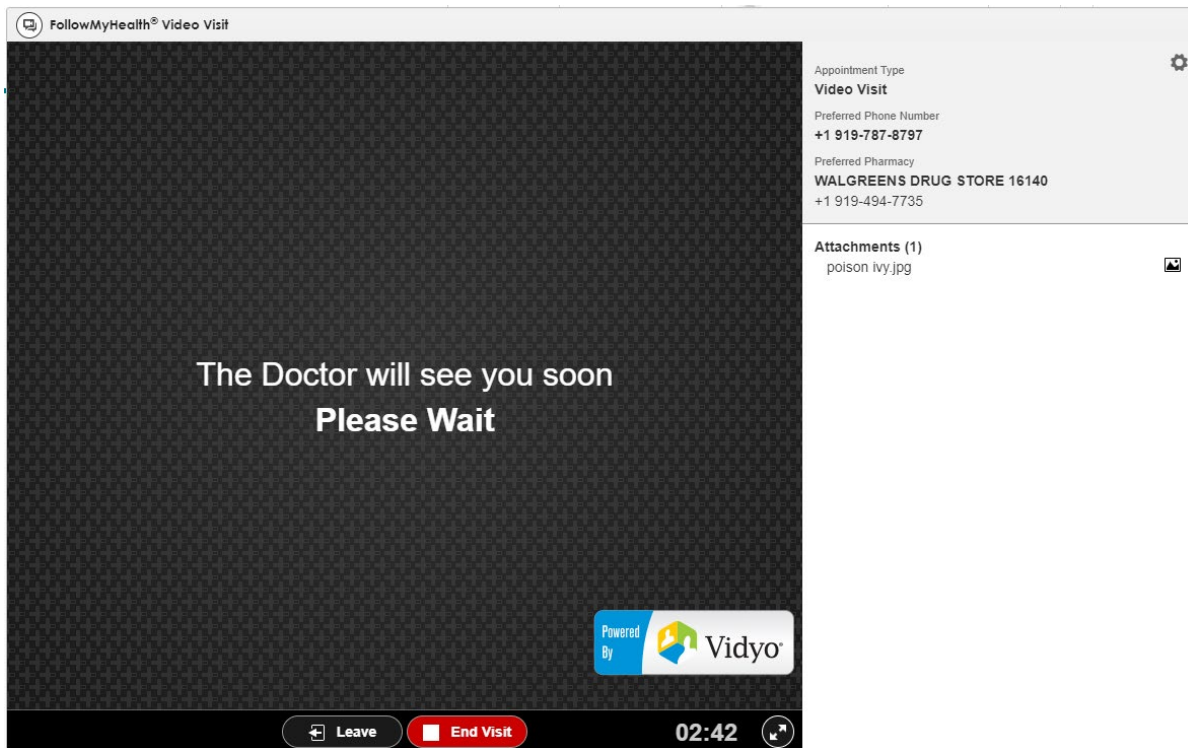 FollowMyHealth® Video Visit
The Doctor will see you soon
Please Wait
Powered
By
Vidyo®
Leave
End Visit
02:42
Appointment Type
Video Visit
Preferred Phone Number
+1 919-787-8797
Preferred Pharmacy
WALGREENS DRUG STORE 16140
+1 919-494-7735
Attachments (1)
poison ivy.jpg